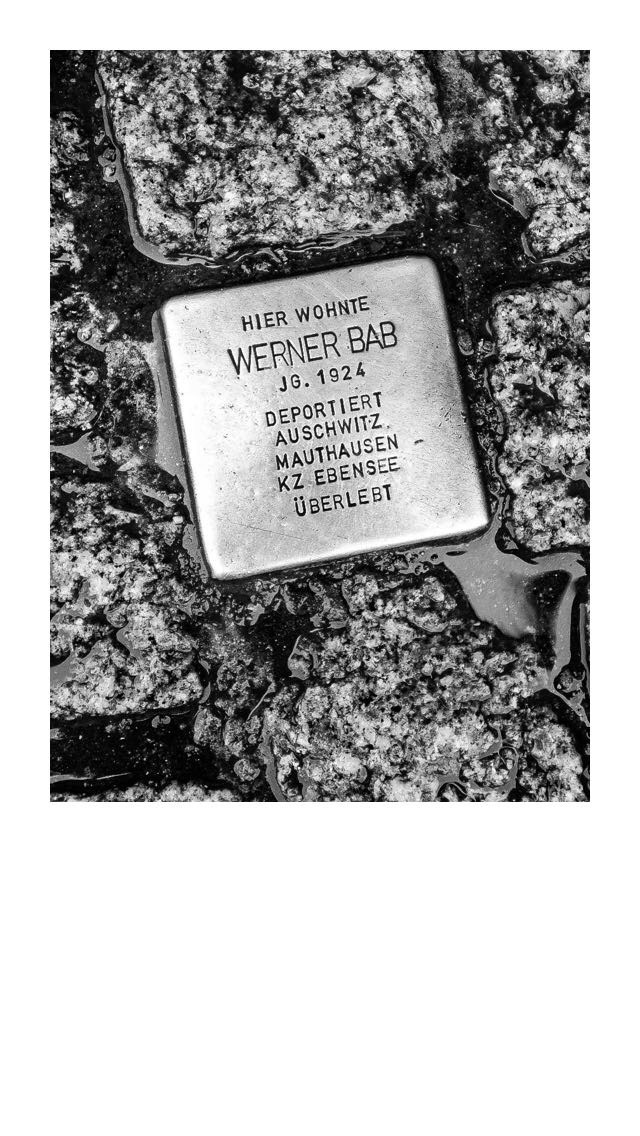 HIER WOHNTE
WERNER BAB
JG. 1924
DEPORTIERT
AUSCHWITZ
MAUTHAUSEN
KZ EBENSEE
ÜBERLEBT